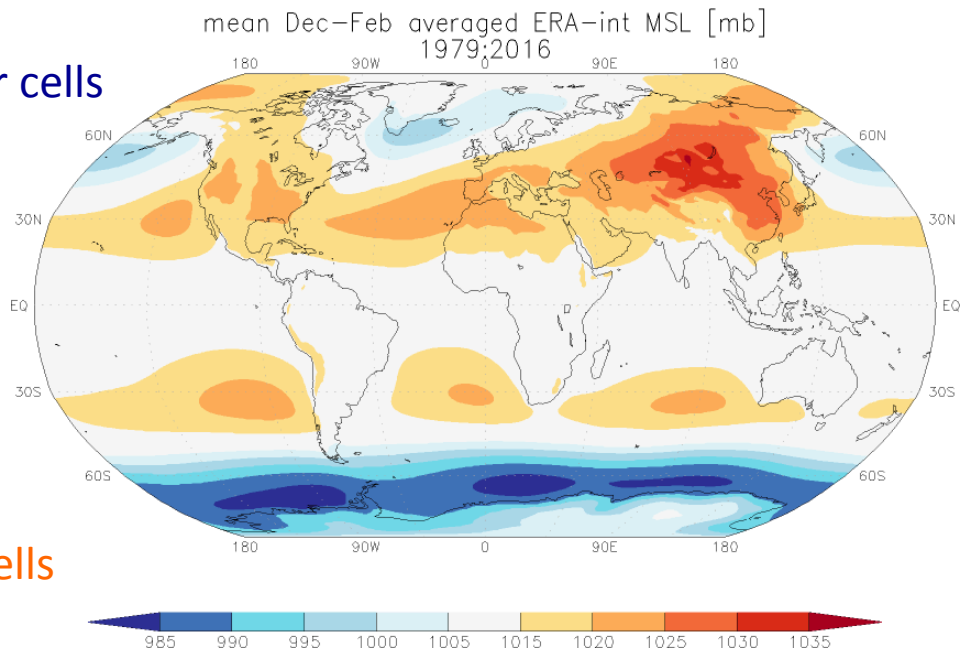 mean Dec-Feb averaged ERA-int MSL [mb]
1979:2016
r cells
180 90W 0 90E 180
60N 60N
30N 30N
EQ EQ
30S 30S
60S 60S
180 90W 0 90E 180
ells
985 990 995 1000 1005 1015 1020 1025 1030 1035